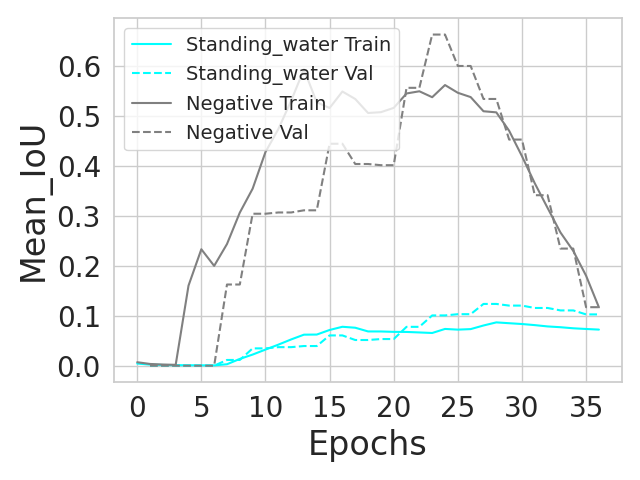 Standing_water Train
Standing_water Val
Negative Train
Negative Val
0.6
0.5
0.4
0.3
0.2
0.1
0.0
Mean_IoU
0 5 10 15 20 25 30 35
Epochs